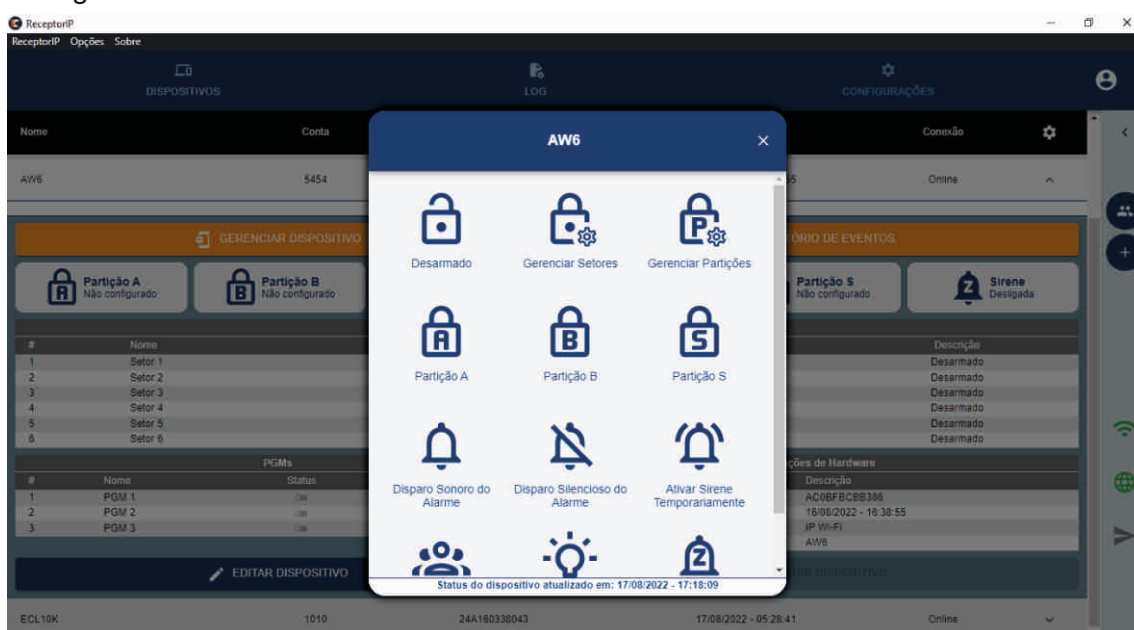 ReceptorIP
ReceptorIP Opções Sobre
DISPOSITIVOS LOG CONFIGURAÇÕES
Nome Conta Conexão
AW6 5454 Online
AW6
GERENCIAR DISPOSITIVO
DE EVENTOS
Partição A
Não configurado
Partição B
Não configurado
Partição S
Não configurado
Sirene
Desligada
# Nome Descrição
1 Setor 1 Desarmado
2 Setor 2 Desarmado
3 Setor 3 Desarmado
4 Setor 4 Desarmado
5 Setor 5 Desarmado
6 Setor 6 Desarmado
PGMs
de Hardware
# Nome Status Descrição
1 PGM 1 AC0BFBCBB386
2 PGM 2 16/08/2022 - 16:38:55
3 PGM 3 IP Wi-Fi
AW6
EDITAR DISPOSITIVO
Desarmado Gerenciar Setores Gerenciar Partições
Partição A Partição B Partição S
Disparo Sonoro do Alarme
Disparo Silencioso do Alarme
Ativar Sirene Temporariamente
Status do dispositivo atualizado em: 17/08/2022 - 17:18:09
ECL10K 1010 24A160338043 17/08/2022 - 05:28:41 Online